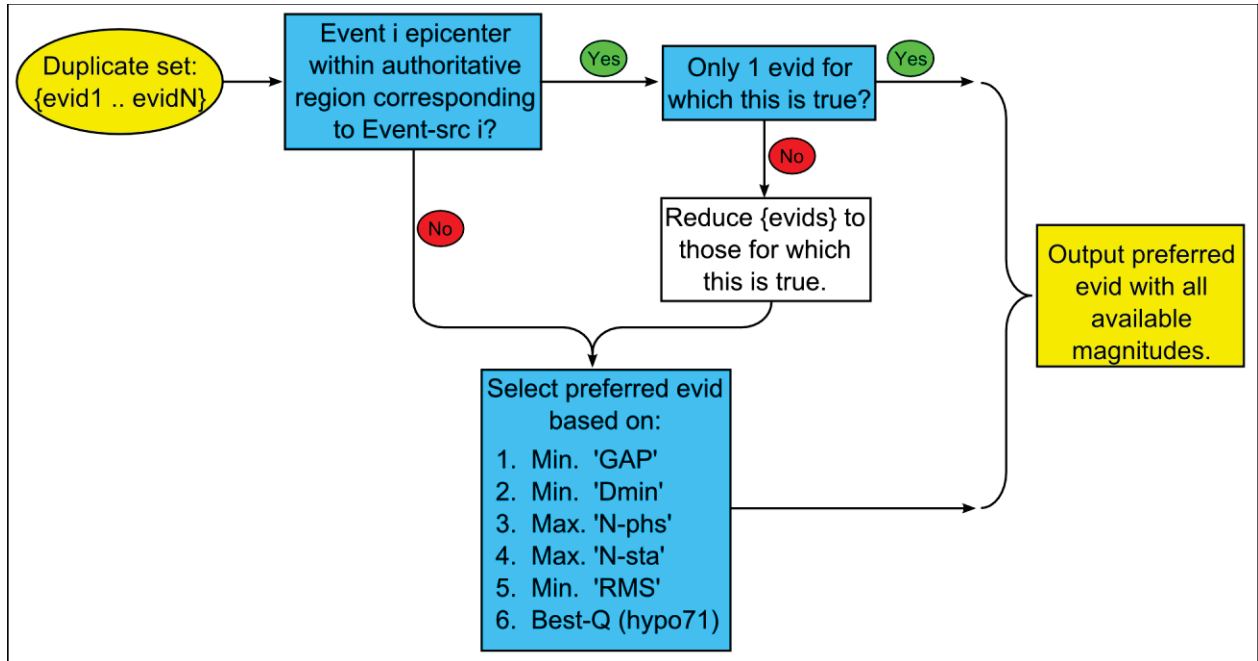 Duplicate set:
{evid1 .. evidN}
Event i epicenter
within authoritative
region corresponding
to Event-src i?
Yes
Only 1 evid for
which this is true?
Yes
No
No
Reduce {evids} to
those for which
this is true.
Output preferred
evid with all
available
magnitudes.
Select preferred evid
based on:
1. Min. 'GAP'
2. Min. 'Dmin'
3. Max. 'N-phs'
4. Max. 'N-sta'
5. Min. 'RMS'
6. Best-Q (hypo71)